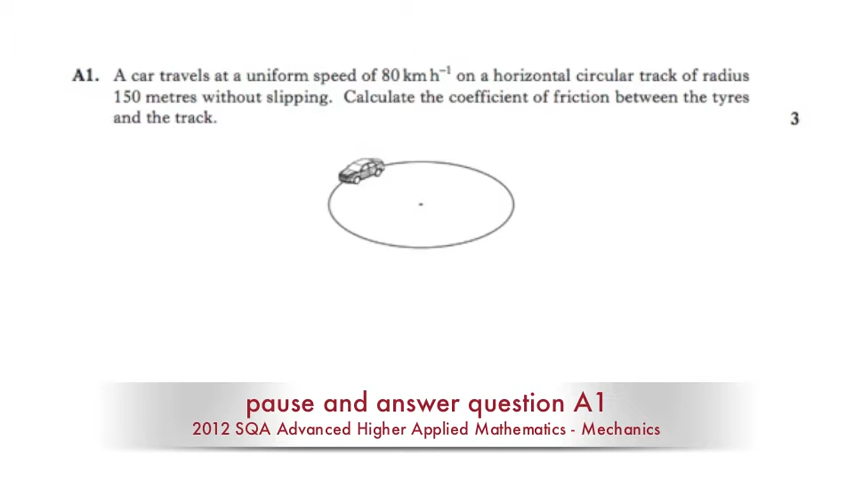 A1. A car travels at a uniform speed of 80 km h⁻¹ on a horizontal circular track of radius
150 metres without slipping. Calculate the coefficient of friction between the tyres
and the track. 3
pause and answer question A1
2012 SQA Advanced Higher Applied Mathematics - Mechanics